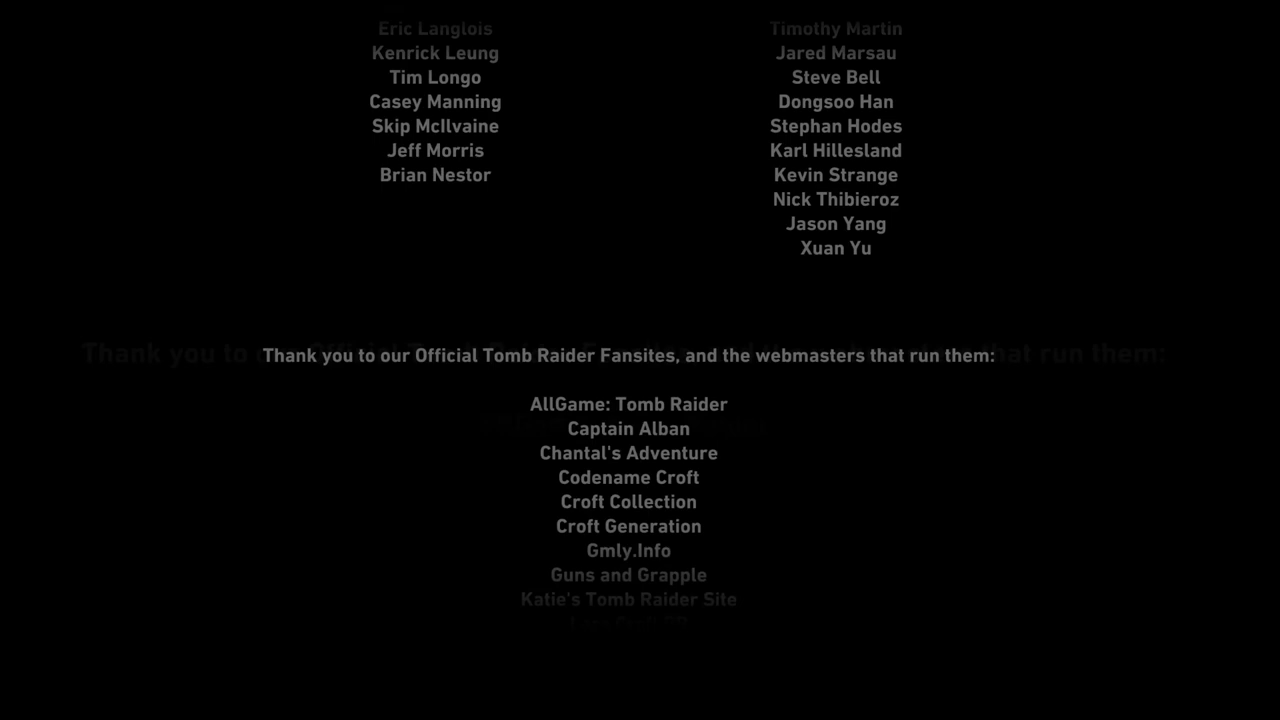 Eric Langlois
Kenrick Leung
Tim Longo
Casey Manning
Skip McIlvaine
Jeff Morris
Brian Nestor
Timothy Martin
Jared Marsau
Steve Bell
Dongsoo Han
Stephan Hodes
Karl Hillesland
Kevin Strange
Nick Thibieroz
Jason Yang
Xuan Yu
Thank you to our Official Tomb Raider Fansites, and the webmasters that run them:
AllGame: Tomb Raider
Captain Alban
Chantal's Adventure
Codename Croft
Croft Collection
Croft Generation
Gmly.Info
Guns and Grapple
Katie's Tomb Raider Site